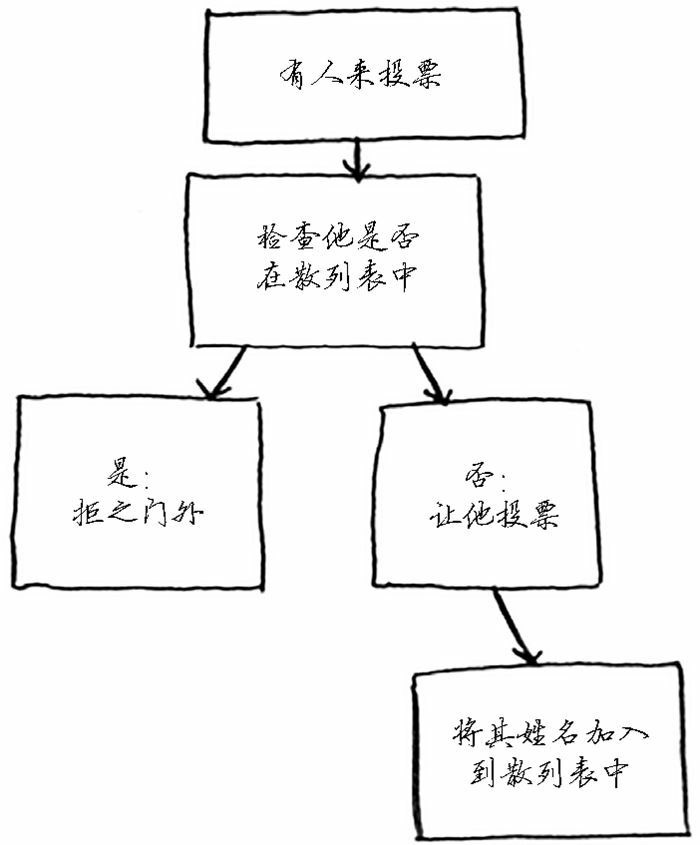 有人来投票
检查他是否
在散列表中
是：
拒之门外
否：
让他投票
将其姓名加入
到散列表中